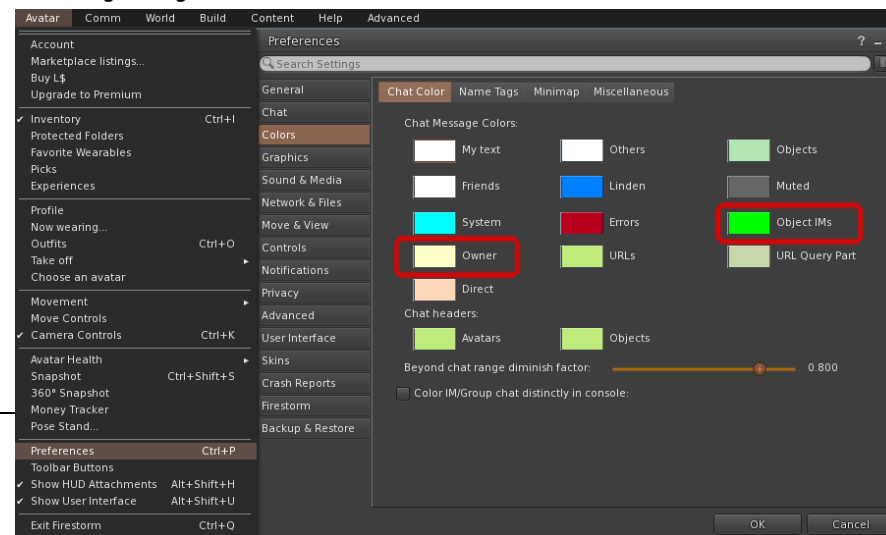 Avatar Comm World Build Content Help Advanced
Account
Marketplace listings...
Buy L$
Upgrade to Premium
✔ Inventory Ctrl+I
Protected Folders
Favorite Wearables
Picks
Experiences
Profile
Now wearing...
Outfits Ctrl+O
Take off ▸
Choose an avatar
Movement ▸
Move Controls
✔ Camera Controls Ctrl+K
Avatar Health ▸
Snapshot Ctrl+Shift+S
360° Snapshot
Money Tracker
Pose Stand...
Preferences Ctrl+P
Toolbar Buttons
✔ Show HUD Attachments Alt+Shift+H
✔ Show User Interface Alt+Shift+U
Exit Firestorm Ctrl+Q
Preferences ? –
Search Settings
General
Chat
Colors
Graphics
Sound & Media
Network & Files
Move & View
Controls
Notifications
Privacy
Advanced
User Interface
Skins
Crash Reports
Firestorm
Backup & Restore
Chat Color Name Tags Minimap Miscellaneous
Chat Message Colors:
My text Others Objects
Friends Linden Muted
System Errors Object IMs
Owner URLs URL Query Part
Direct
Chat headers:
Avatars Objects
Beyond chat range diminish factor: 0.800
Color IM/Group chat distinctly in console:
OK Cancel